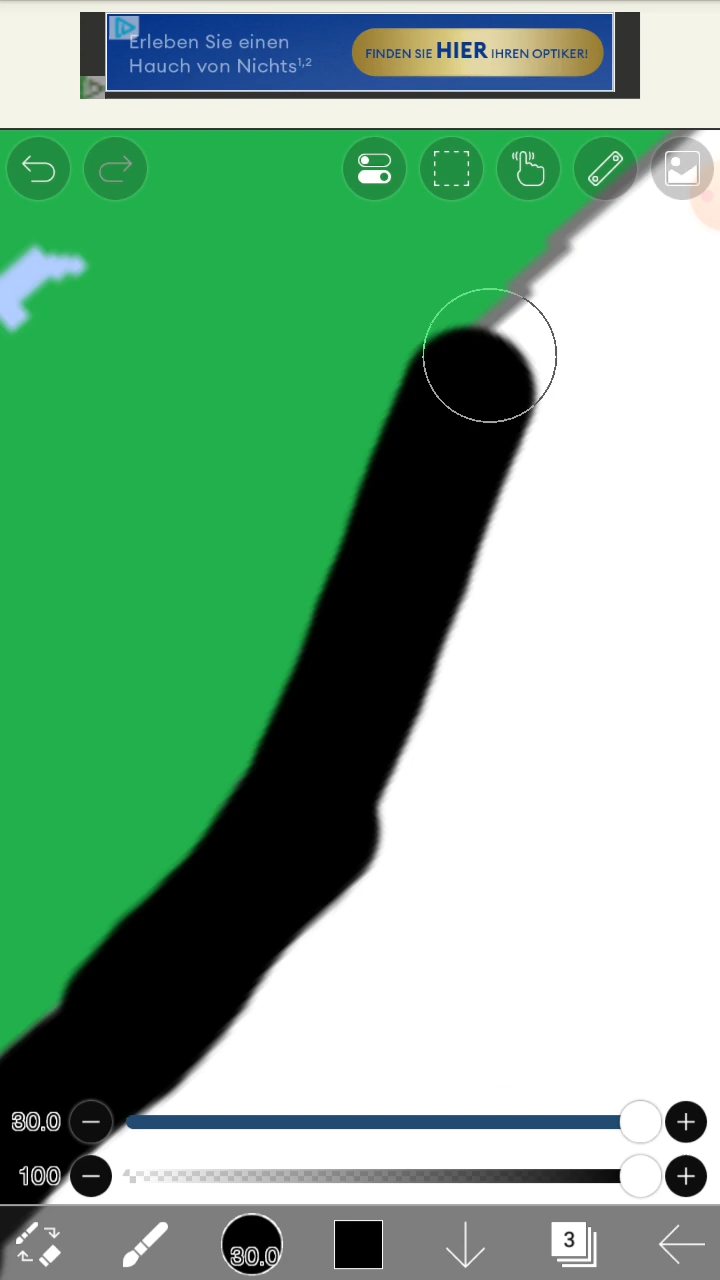 Erleben Sie einen
Hauch von Nichts1,2
FINDEN SIE HIER IHREN OPTIKER!
30.0
100
30.0
3